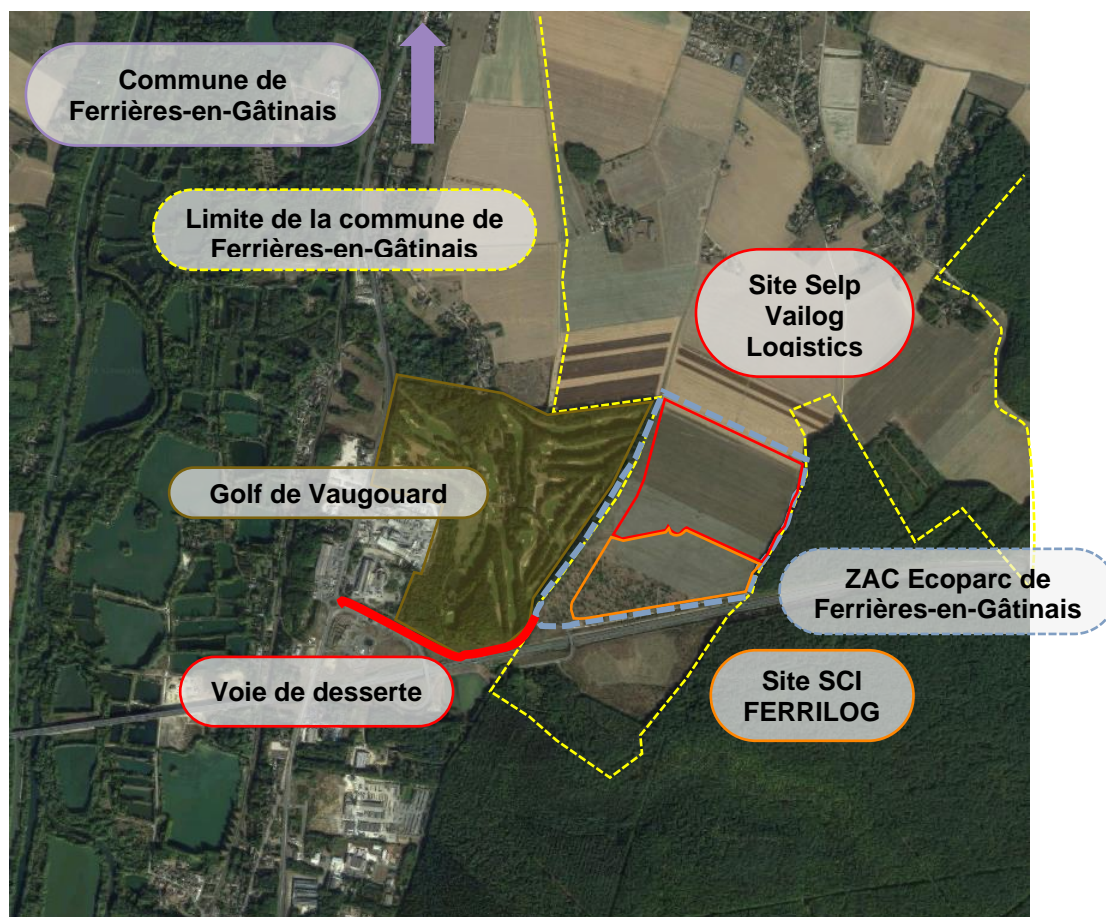 Commune de
Ferrières-en-Gâtinais
Limite de la commune de
Ferrières-en-Gâtinais
Site Selp
Vailog
Logistics
Golf de Vaugouard
ZAC Ecoparc de
Ferrières-en-Gâtinais
Voie de desserte
Site SCI
FERRILOG